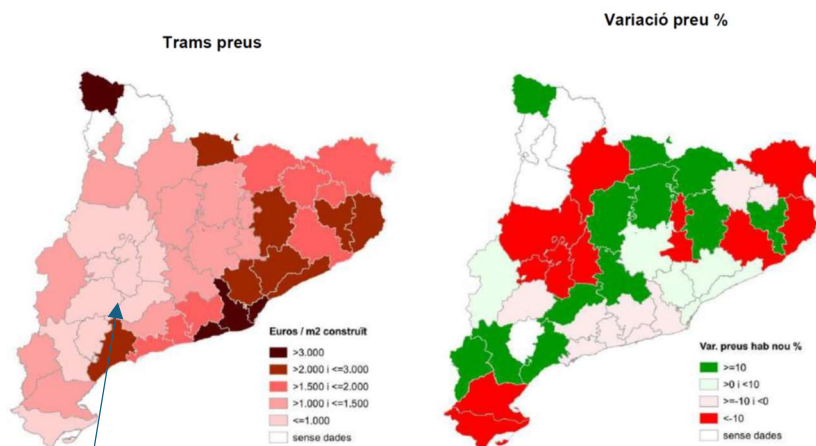 Trams preus
Euros / m2 construït
>3.000
>2.000 i <=3.000
>1.500 i <=2.000
>1.000 i <=1.500
<=1.000
sense dades
Variació preu %
Var. preus hab nou %
>=10
>0 i <10
>=-10 i <0
<-10
sense dades